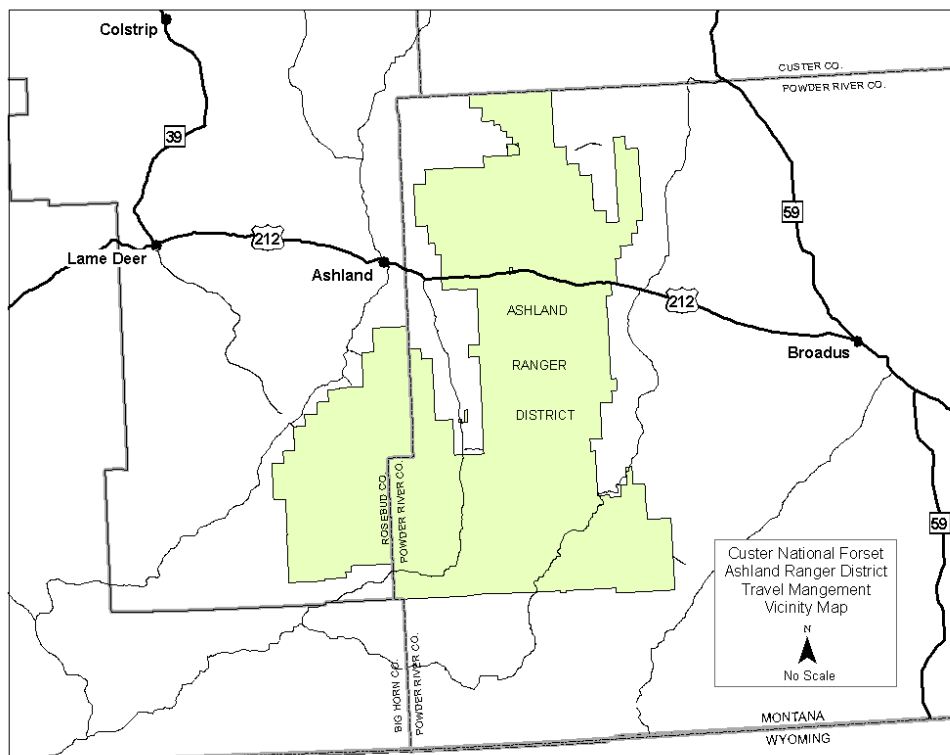 Colstrip
CUSTER CO.
POWDER RIVER CO.
39
59
212
Lame Deer
Ashland
212
ASHLAND
Broadus
RANGER
DISTRICT
ROSEBUD CO.
POWDER RIVER CO.
59
Custer National Forset
Ashland Ranger District
Travel Mangement
Vicinity Map
N
No Scale
BIG HORN CO.
POWDER RIVER CO.
MONTANA
WYOMING